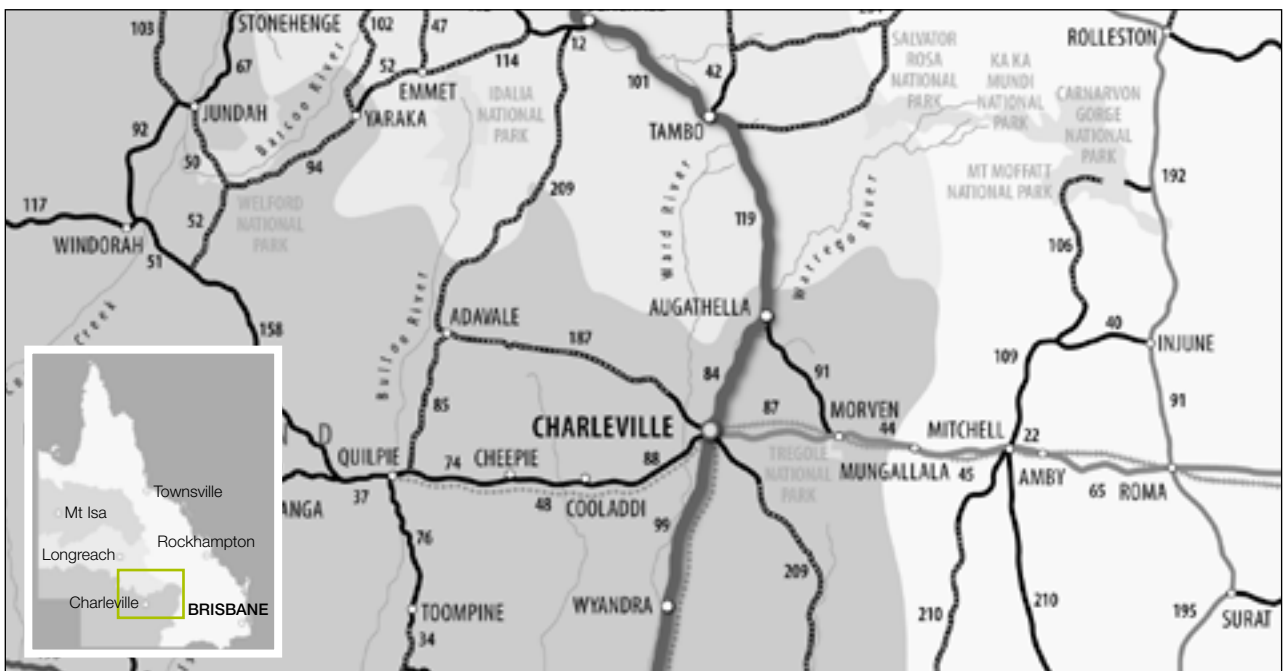 STONEHENGE
103
102
47
67
12
52
114
EMMET
JUNDAH
YARAKA
Barcoo River
IDALIA
NATIONAL
PARK
101
42
TAMBO
SALVATOR
ROSA
NATIONAL
PARK
KA KA
MUNDI
NATIONAL
PARK
ROLLESTON
CARNARVON
GORGE
NATIONAL
PARK
MT MOFFATT
NATIONAL PARK
192
92
50
94
209
117
52
WELFORD
NATIONAL
PARK
WINDORAH
51
Ward River
119
Warrego River
106
Creek
158
Bulloo River
ADAVALE
187
AUGATHELLA
40
INJUNE
109
84
91
91
85
CHARLEVILLE
87
MORVEN
44
MITCHELL
22
N D
QUILPIE
74
CHEEPIE
88
TREGOLE
NATIONAL
PARK
MUNGALLALA
45
AMBY
65
ROMA
37
ANGA
48
COOLADDI
99
76
209
TOOMPINE
34
WYANDRA
210
210
195
SURAT
Townsville
Mt Isa
Longreach
Rockhampton
Charleville
BRISBANE